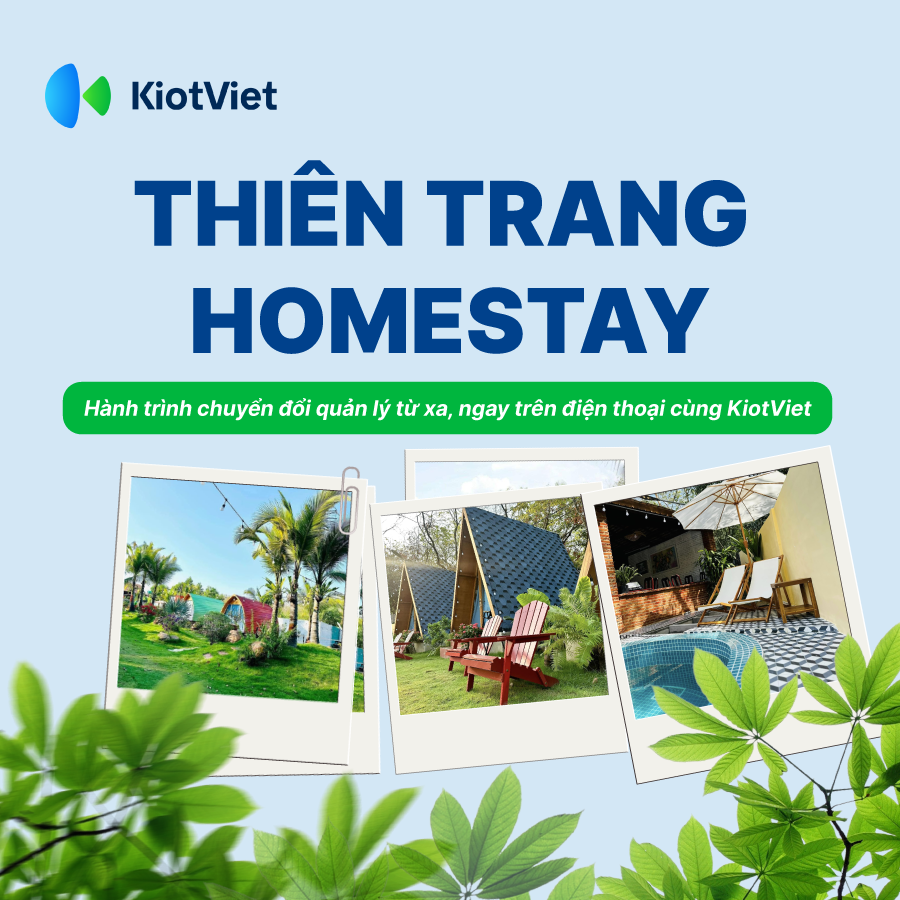 KiotViet
THIÊN TRANG
HOMESTAY
Hành trình chuyển đổi quản lý từ xa, ngay trên điện thoại cùng KiotViet